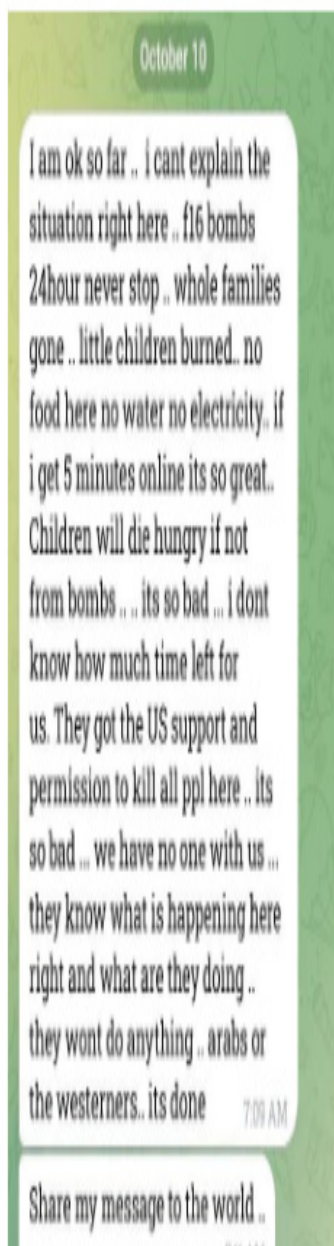 October 10
I am ok so far .. i cant explain the
situation right here .. f16 bombs
24hour never stop .. whole families
gone .. little children burned.. no
food here no water no electricity.. if
i get 5 minutes online its so great..
Children will die hungry if not
from bombs .. .. its so bad ... i dont
know how much time left for
us. They got the US support and
permission to kill all ppl here .. its
so bad ... we have no one with us ...
they know what is happening here
right and what are they doing ..
they wont do anything .. arabs or
the westerners.. its done
7:09 AM
Share my message to the world ..